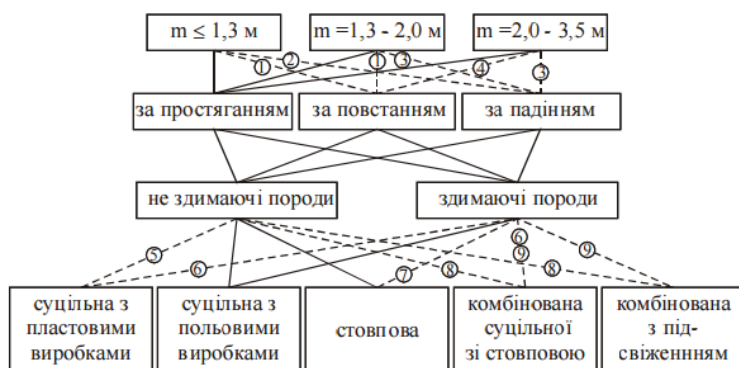 m ≤ 1,3 м
m =1,3 - 2,0 м
m =2,0 - 3,5 м
1
2
1
3
4
3
за простяганням
за повстанням
за падінням
не здимаючі породи
здимаючі породи
5
6
7
8
6
9
9
8
суцільна з
пластовими
виробками
суцільна з
польовими
виробками
стовпова
комбінована
суцільної
зі стовповою
комбінована
з під-
свіженнням